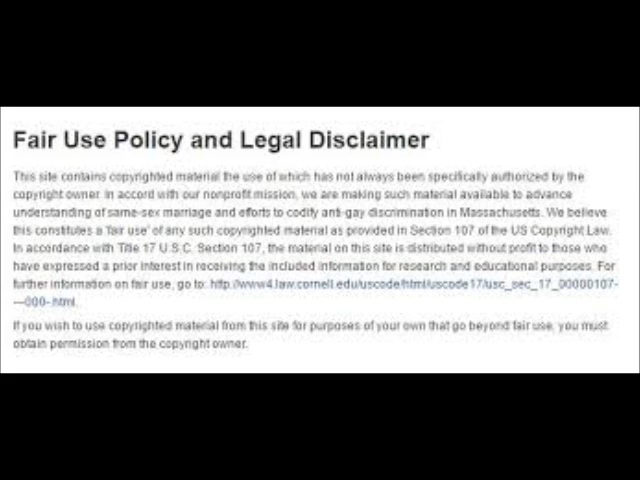 Fair Use Policy and Legal Disclaimer
This site contains copyrighted material the use of which has not always been specifically authorized by the
copyright owner. In accord with our nonprofit mission, we are making such material available to advance
understanding of same-sex marriage and efforts to codify anti-gay discrimination in Massachusetts. We believe
this constitutes a 'fair use' of any such copyrighted material as provided in Section 107 of the US Copyright Law.
In accordance with Title 17 U.S.C. Section 107, the material on this site is distributed without profit to those who
have expressed a prior interest in receiving the included information for research and educational purposes. For
further information on fair use, go to: http://www4.law.cornell.edu/uscode/html/uscode17/usc_sec_17_00000107-
---000-.html.
If you wish to use copyrighted material from this site for purposes of your own that go beyond fair use, you must
obtain permission from the copyright owner.